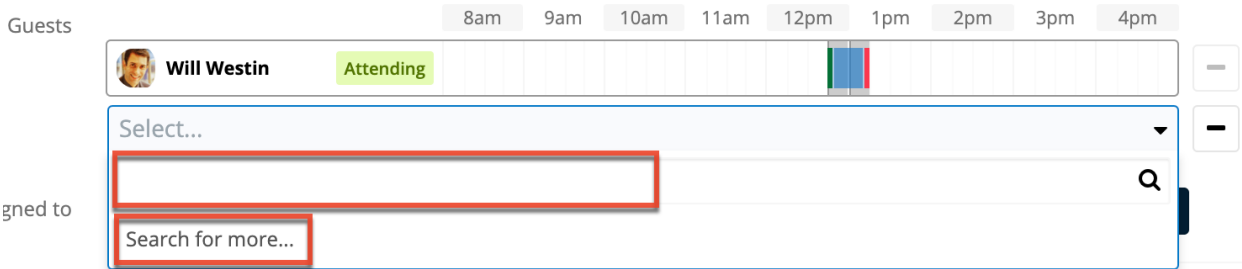 Guests 8am 9am 10am 11am 12pm 1pm 2pm 3pm 4pm
Will Westin Attending
Select...
gned to
Search for more...